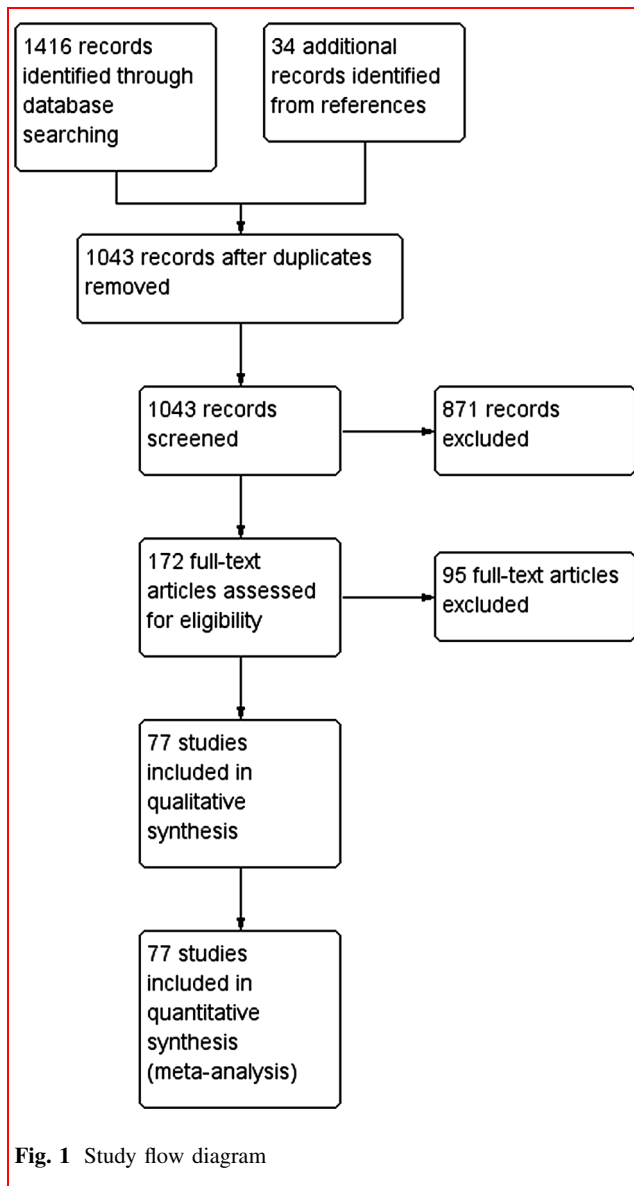 1416 records
identified through
database
searching
34 additional
records identified
from references
1043 records after duplicates
removed
1043 records
screened
871 records
excluded
172 full-text
articles assessed
for eligibility
95 full-text articles
excluded
77 studies
included in
qualitative
synthesis
77 studies
included in
quantitative
synthesis
(meta-analysis)
Fig. 1 Study flow diagram